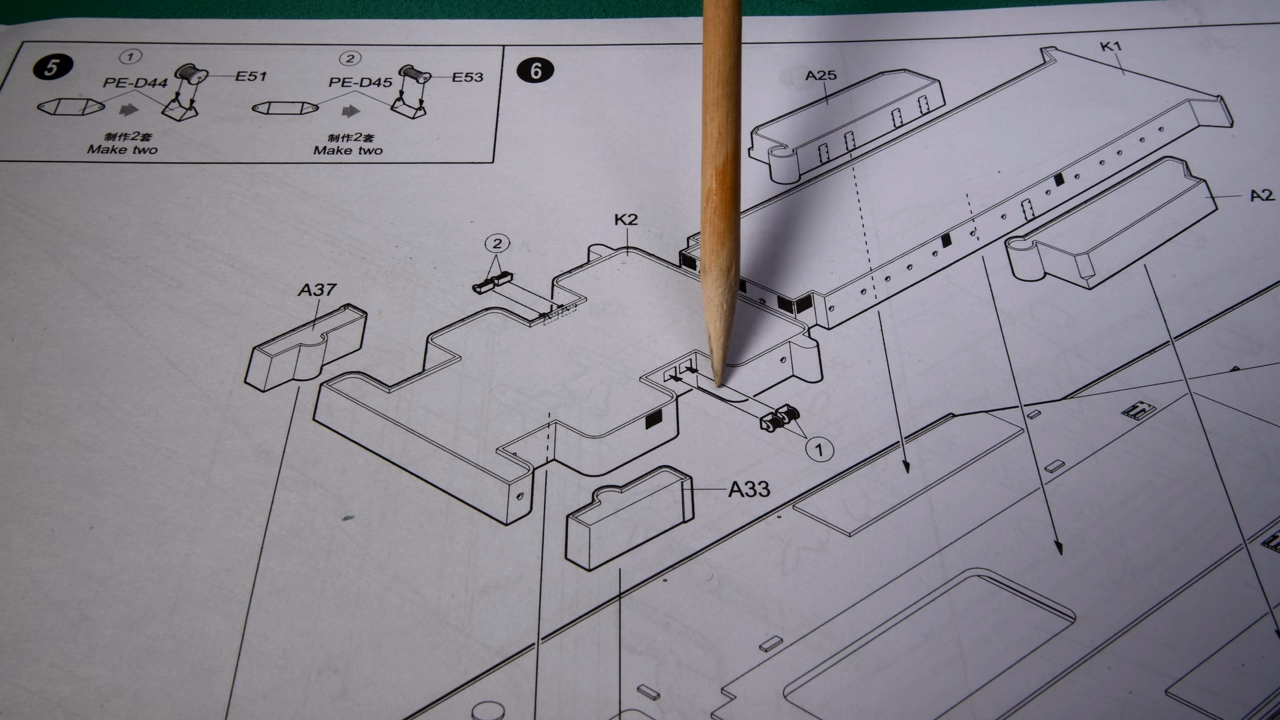 5
1
PE-D44
E51
制作2套
Make two
2
PE-D45
E53
制作2套
Make two
6
A25
K1
A2
K2
2
A37
1
A33